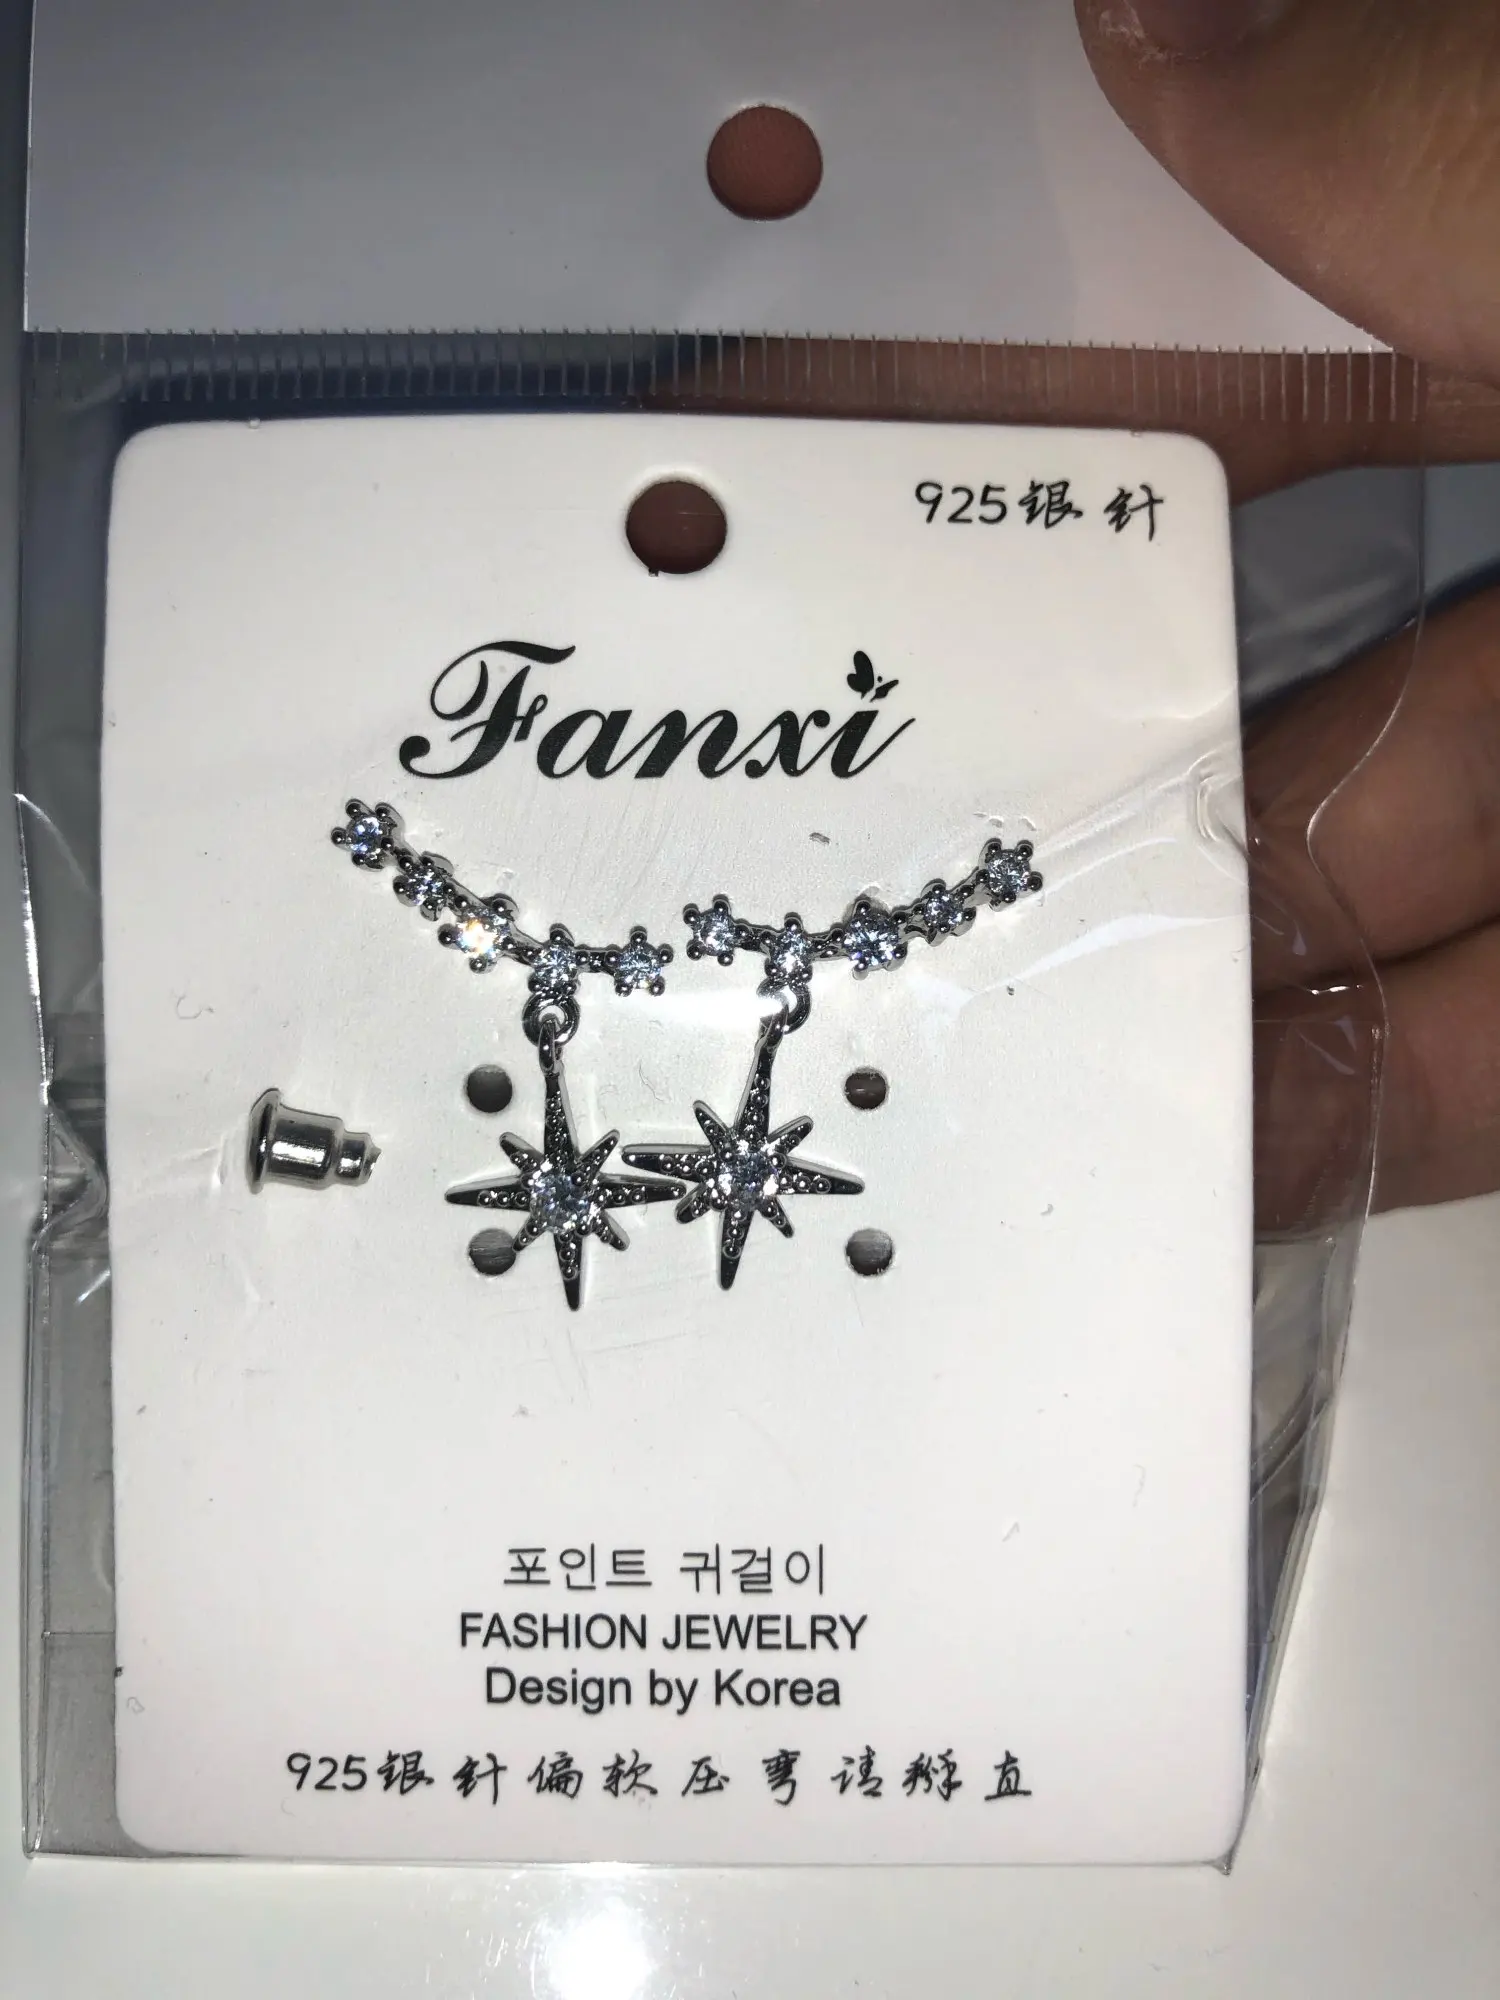 925银针
Fanxi
포인트 귀걸이
FASHION JEWELRY
Design by Korea
925银针偏软压弯请掰直